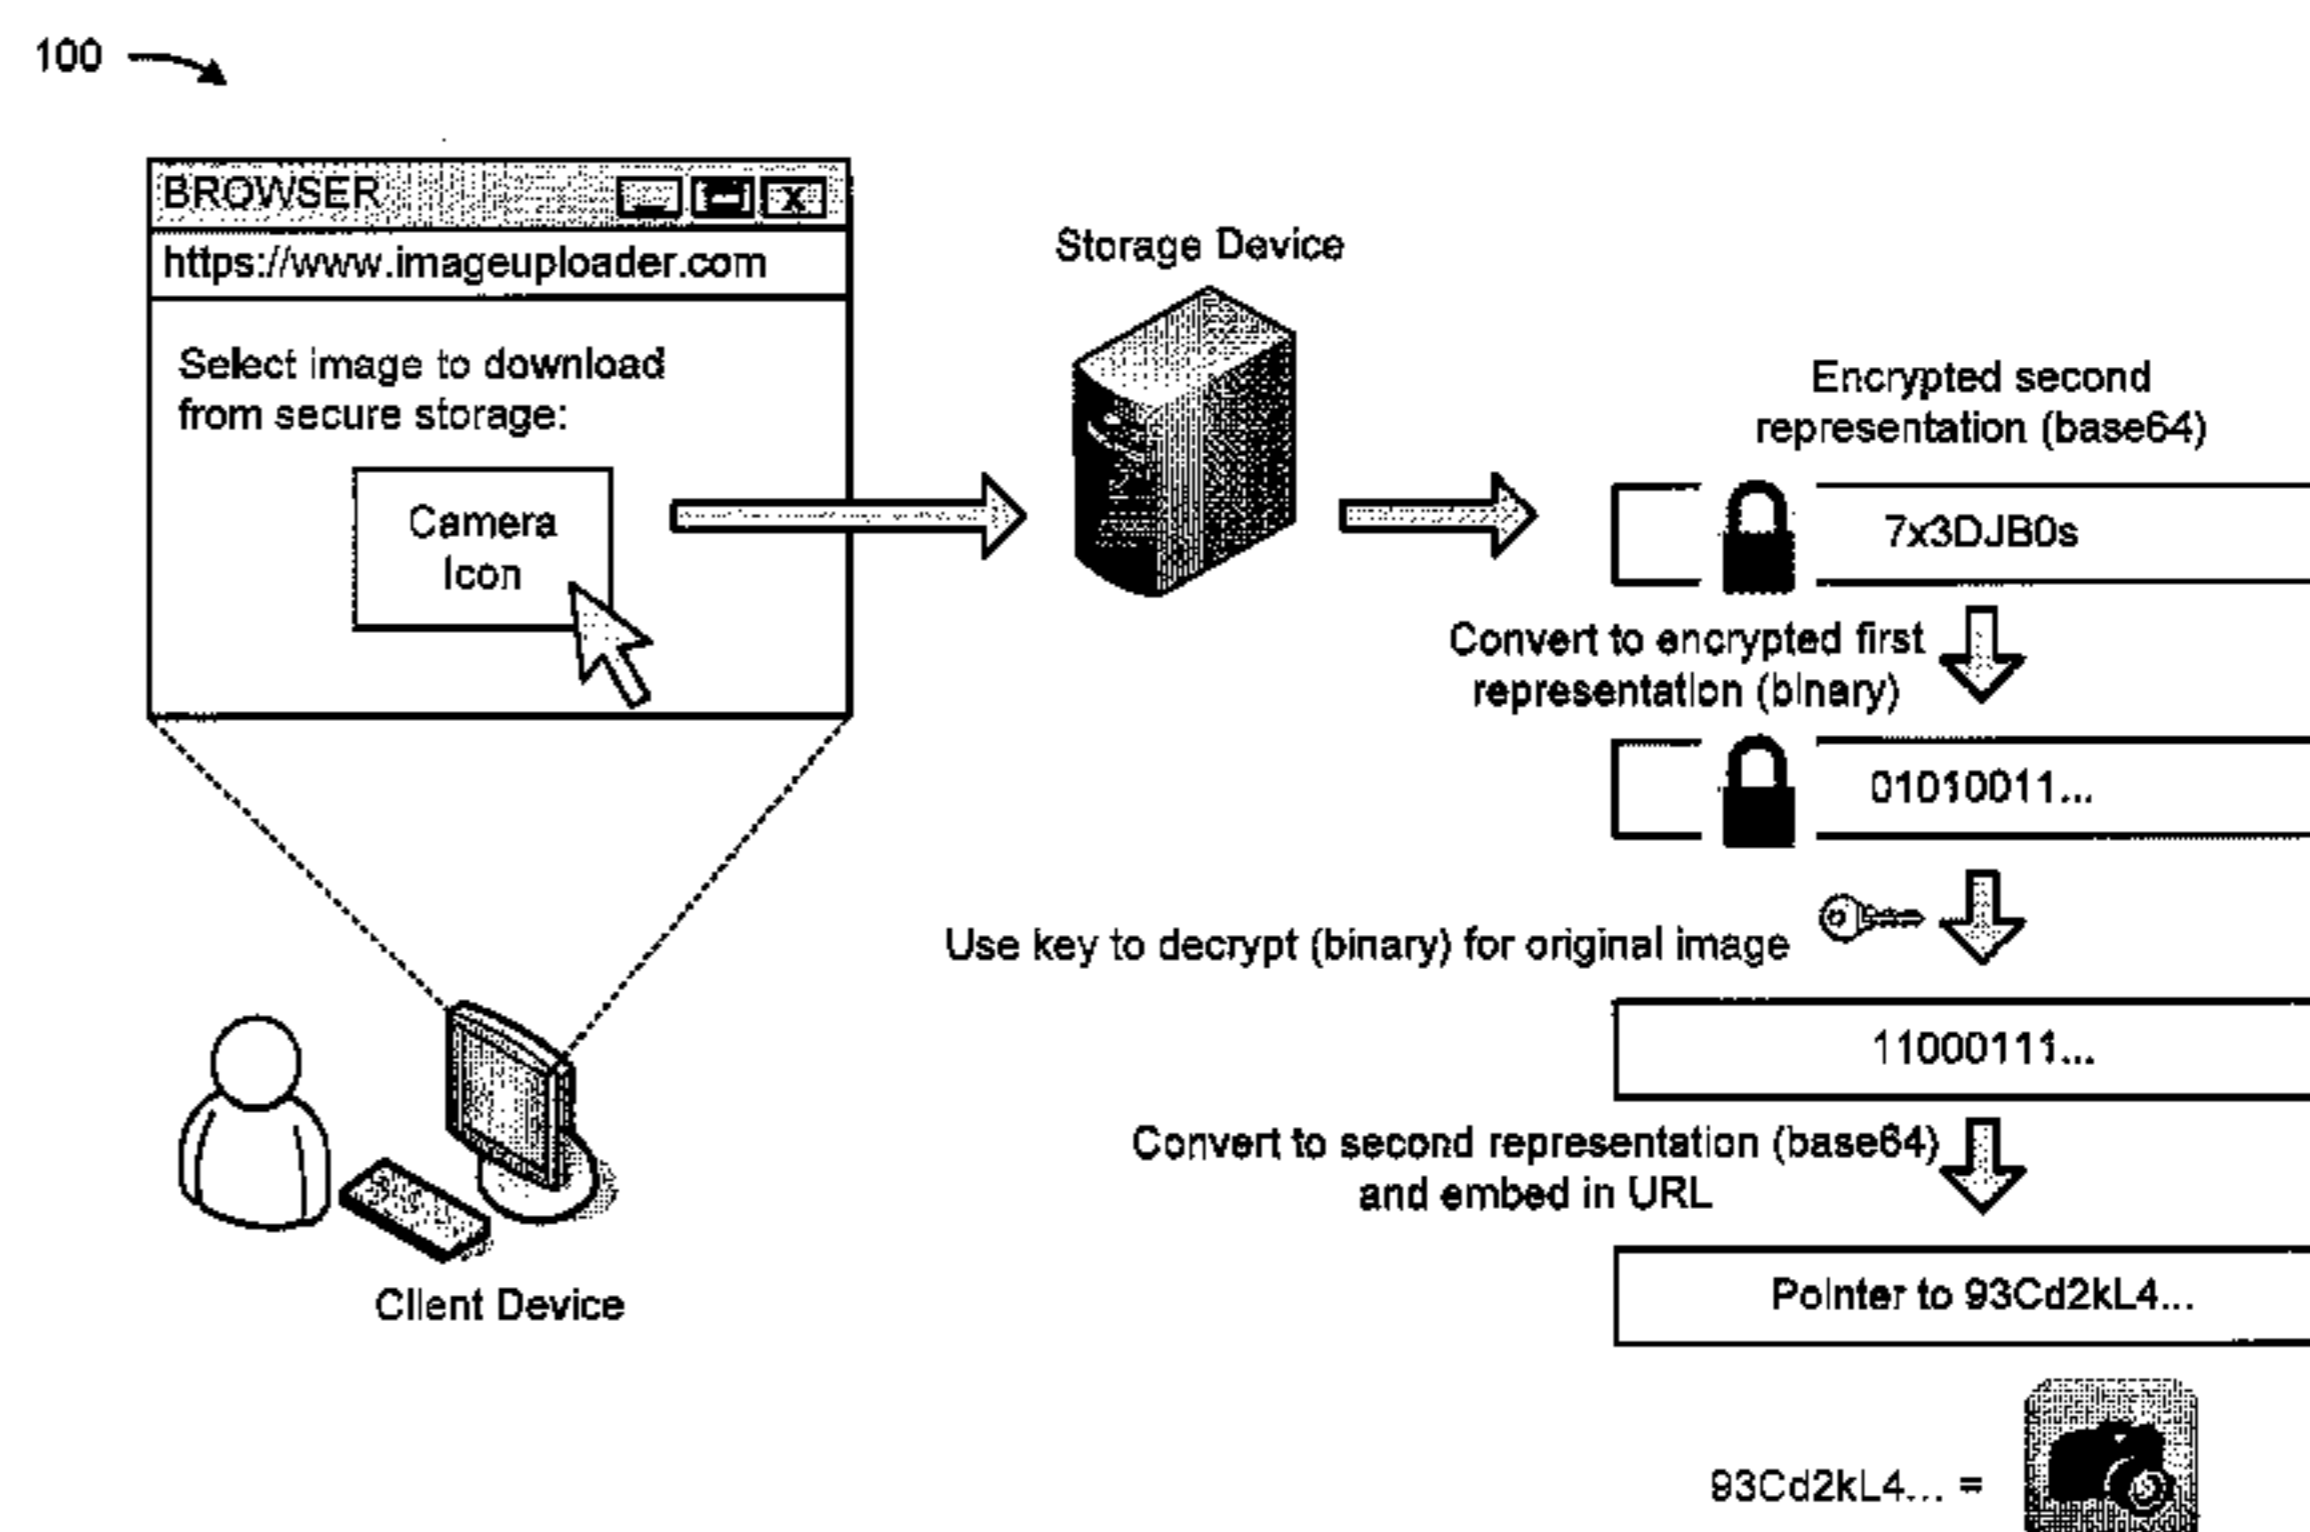 100
BROWSER
X
https://www.imageuploader.com
Select image to download
from secure storage:
Camera
Icon
Storage Device
Encrypted second
representation (base64)
7x3DJB0s
Convert to encrypted first
representation (binary)
01010011...
Use key to decrypt (binary) for original image
11000111...
Convert to second representation (base64)
and embed in URL
Pointer to 93Cd2kL4...
93Cd2kL4... =
Client Device